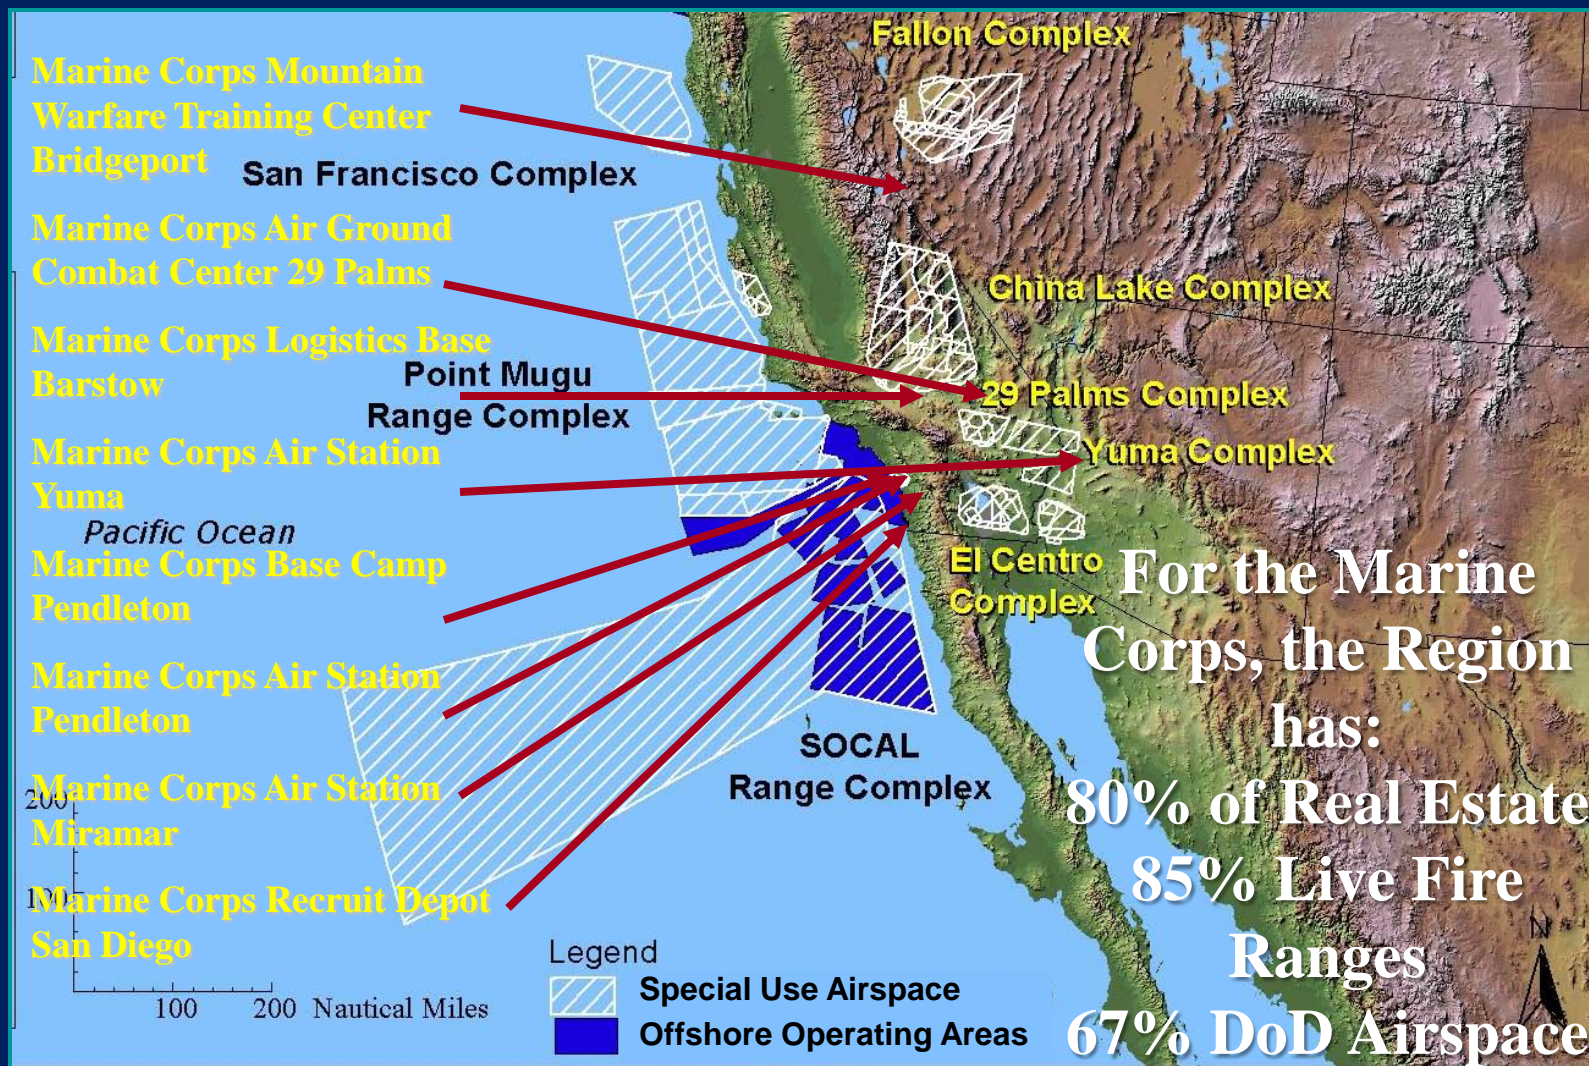 Marine Corps Mountain
Warfare Training Center
Bridgeport
Marine Corps Air Ground
Combat Center 29 Palms
Marine Corps Logistics Base
Barstow
Marine Corps Air Station
Yuma
Marine Corps Base Camp
Pendleton
Marine Corps Air Station
Pendleton
Marine Corps Air Station
Miramar
Marine Corps Recruit Depot
San Diego
Fallon Complex
San Francisco Complex
China Lake Complex
Point Mugu
Range Complex
29 Palms Complex
Yuma Complex
Pacific Ocean
El Centro
Complex
SOCAL
Range Complex
For the Marine
Corps, the Region
has:
80% of Real Estate
85% Live Fire
Ranges
67% DoD Airspace
200
100
100 200 Nautical Miles
Legend
Special Use Airspace
Offshore Operating Areas
N